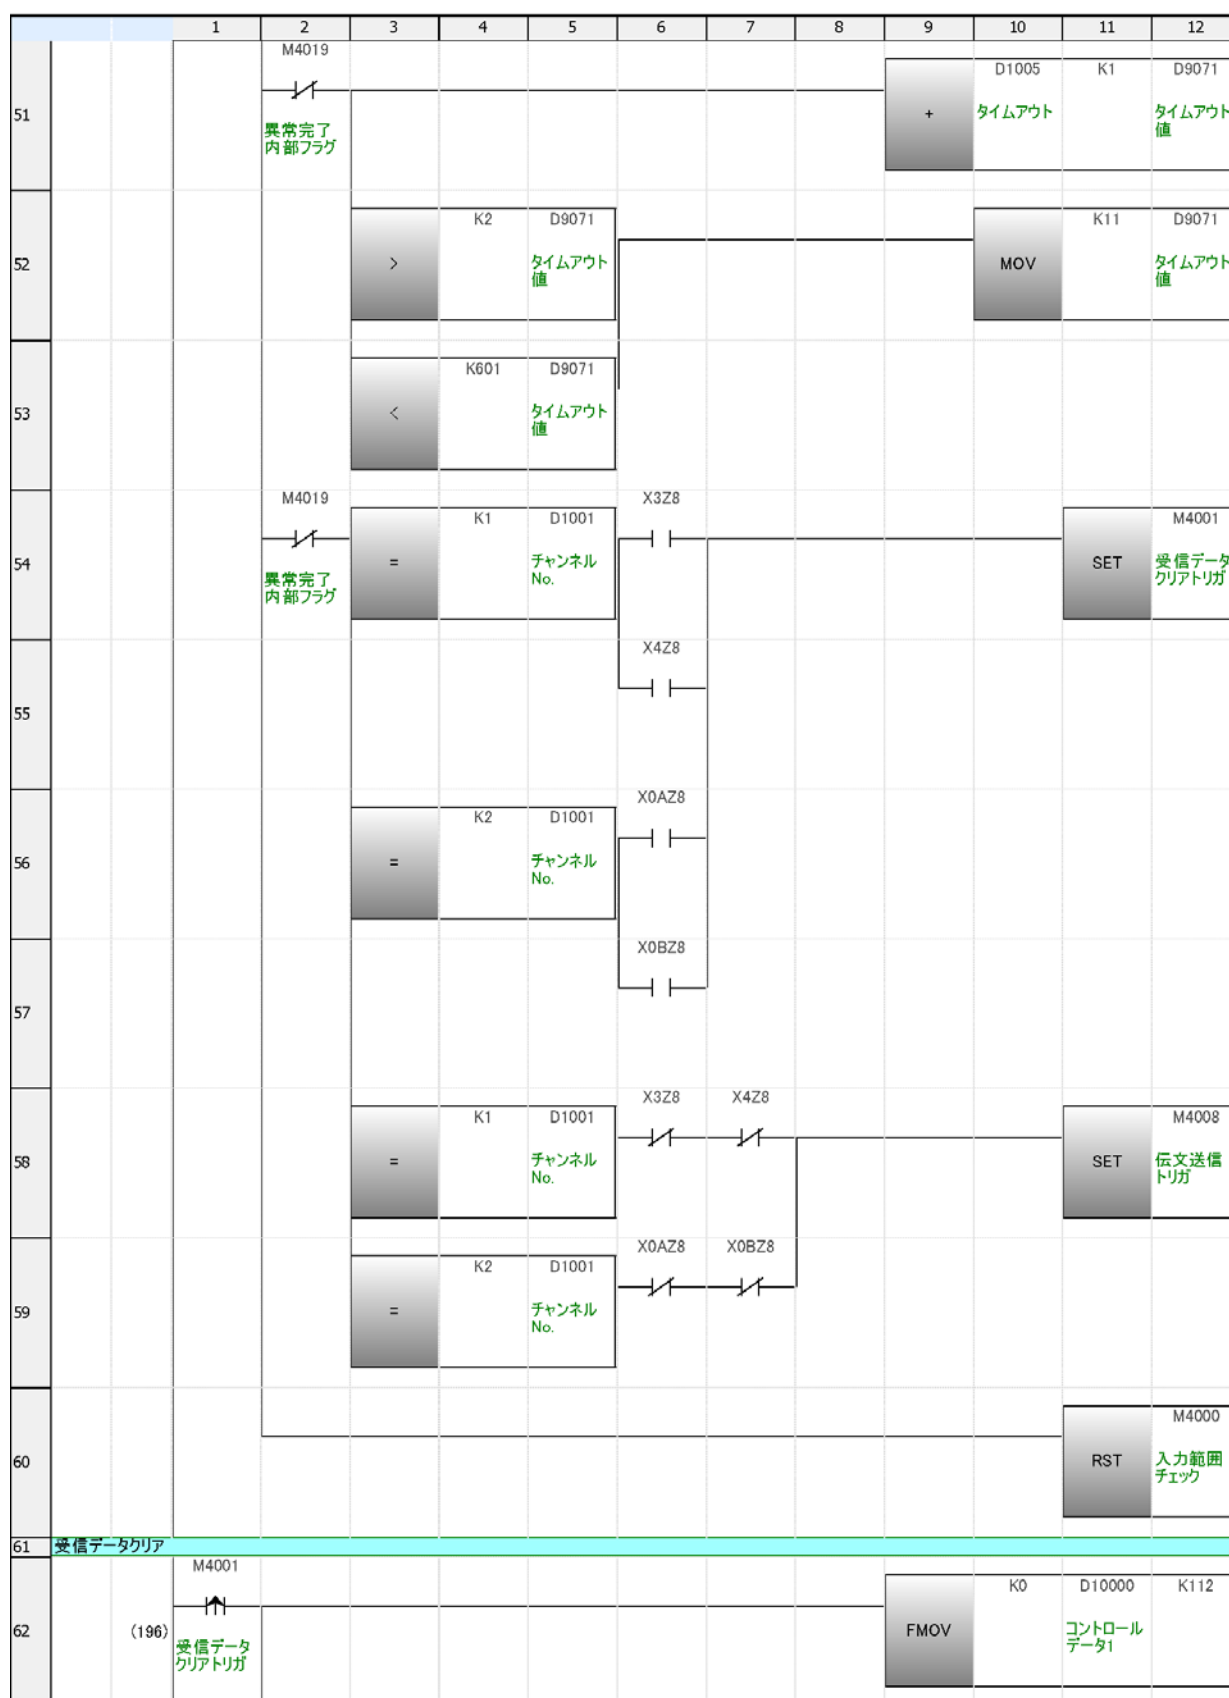 1 2 3 4 5 6 7 8 9 10 11 12
M4019
D1005 K1 D9071
51
異常完了
内部フラグ
+
タイムアウト
タイムアウト
値
K2 D9071
K11 D9071
52
>
タイムアウト
値
MOV
タイムアウト
値
K601 D9071
53
<
タイムアウト
値
M4019
K1 D1001
X3Z8
M4001
54
異常完了
内部フラグ
=
チャンネル
No.
SET
受信データ
クリアトリガ
X4Z8
55
K2 D1001
X0AZ8
56
=
チャンネル
No.
X0BZ8
57
K1 D1001
X3Z8 X4Z8
M4008
58
=
チャンネル
No.
SET
伝文送信
トリガ
K2 D1001
X0AZ8 X0BZ8
59
=
チャンネル
No.
M4000
60
RST
入力範囲
チェック
61 受信データクリア
M4001
K0 D10000 K112
62
(196)
受信データ
クリアトリガ
FMOV
コントロール
データ1